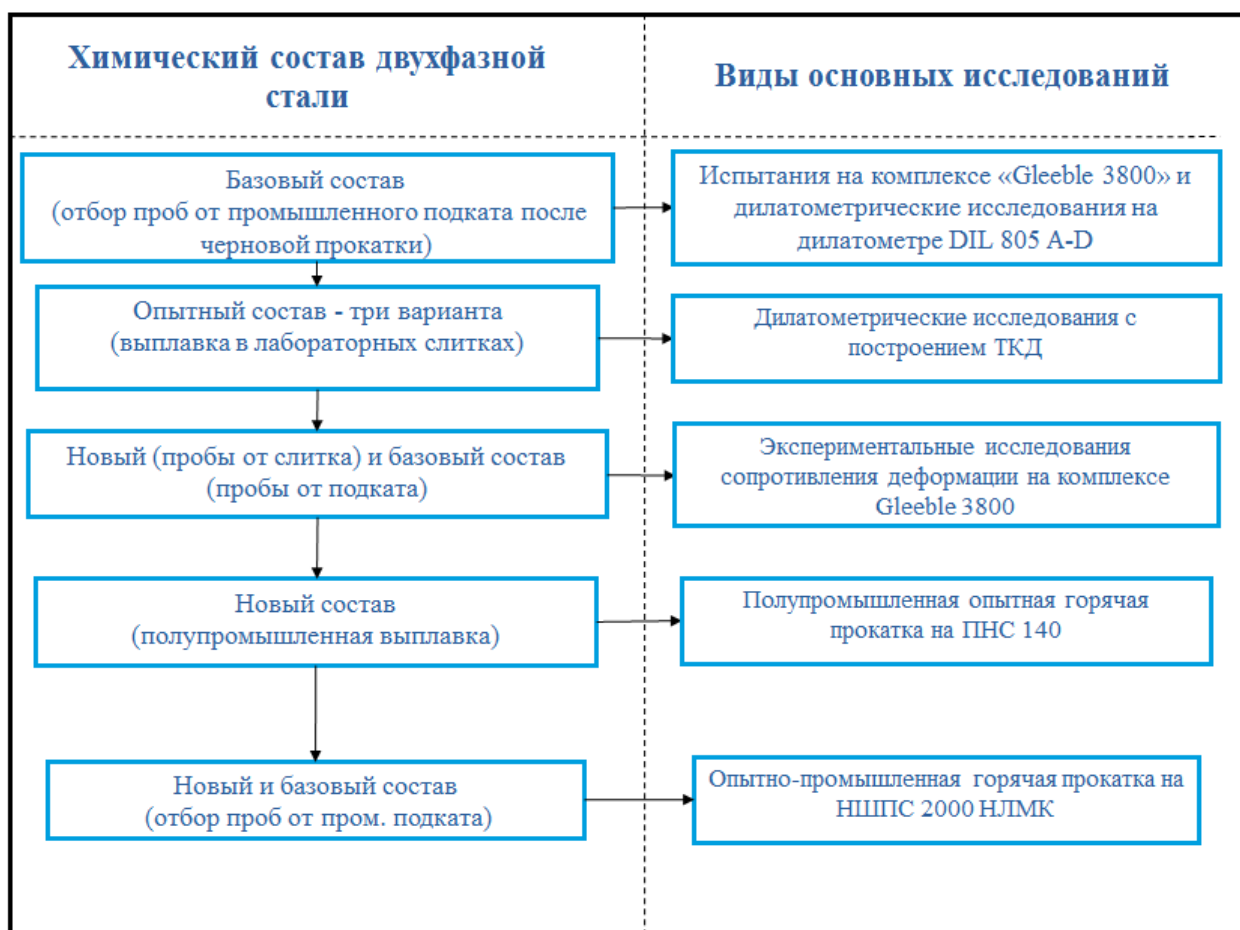 Химический состав двухфазной
стали
Виды основных исследований
Базовый состав
(отбор проб от промышленного подката после
черновой прокатки)
Испытания на комплексе «Gleeble 3800» и
дилатометрические исследования на
дилатометре DIL 805 A-D
Опытный состав - три варианта
(выплавка в лабораторных слитках)
Дилатометрические исследования с
построением ТКД
Новый (пробы от слитка) и базовый состав
(пробы от подката)
Экспериментальные исследования
сопротивления деформации на комплексе
Gleeble 3800
Новый состав
(полупромышленная выплавка)
Полупромышленная опытная горячая
прокатка на ПНС 140
Новый и базовый состав
(отбор проб от пром. подката)
Опытно-промышленная горячая прокатка на
НШПС 2000 НЛМК